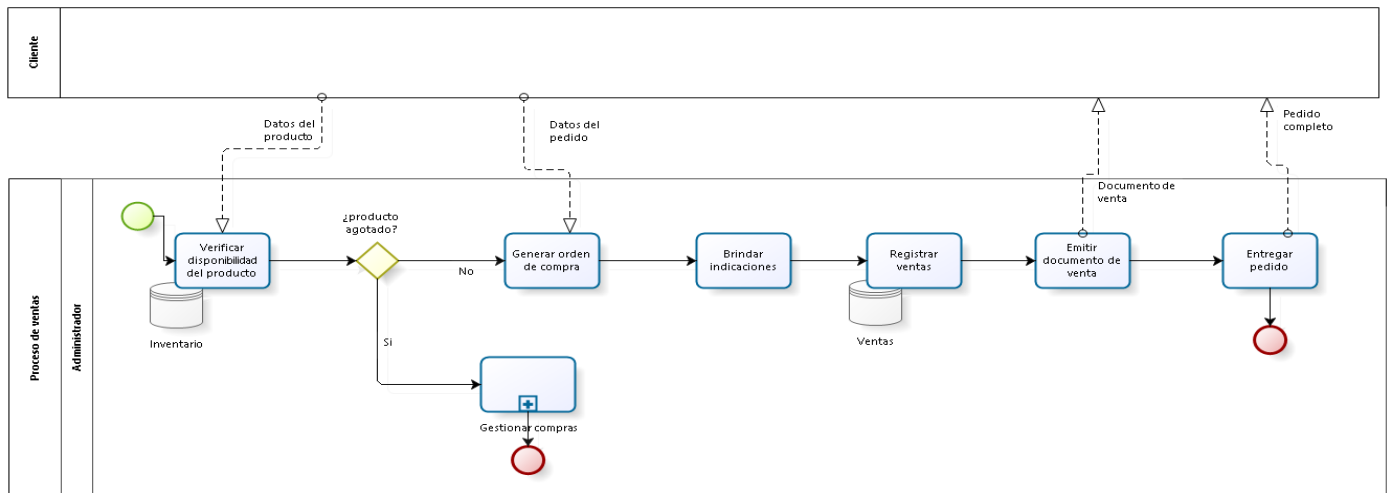 Cliente
Datos del
producto
Datos del
pedido
Pedido
completo
Documento de
venta
Proceso de ventas
Administrador
Verificar
disponibilidad
del producto
Inventario
¿producto
agotado?
No
Si
Generar orden
de compra
Brindar
indicaciones
Registrar
ventas
Ventas
Emitir
documento de
venta
Entregar
pedido
Gestionar compras